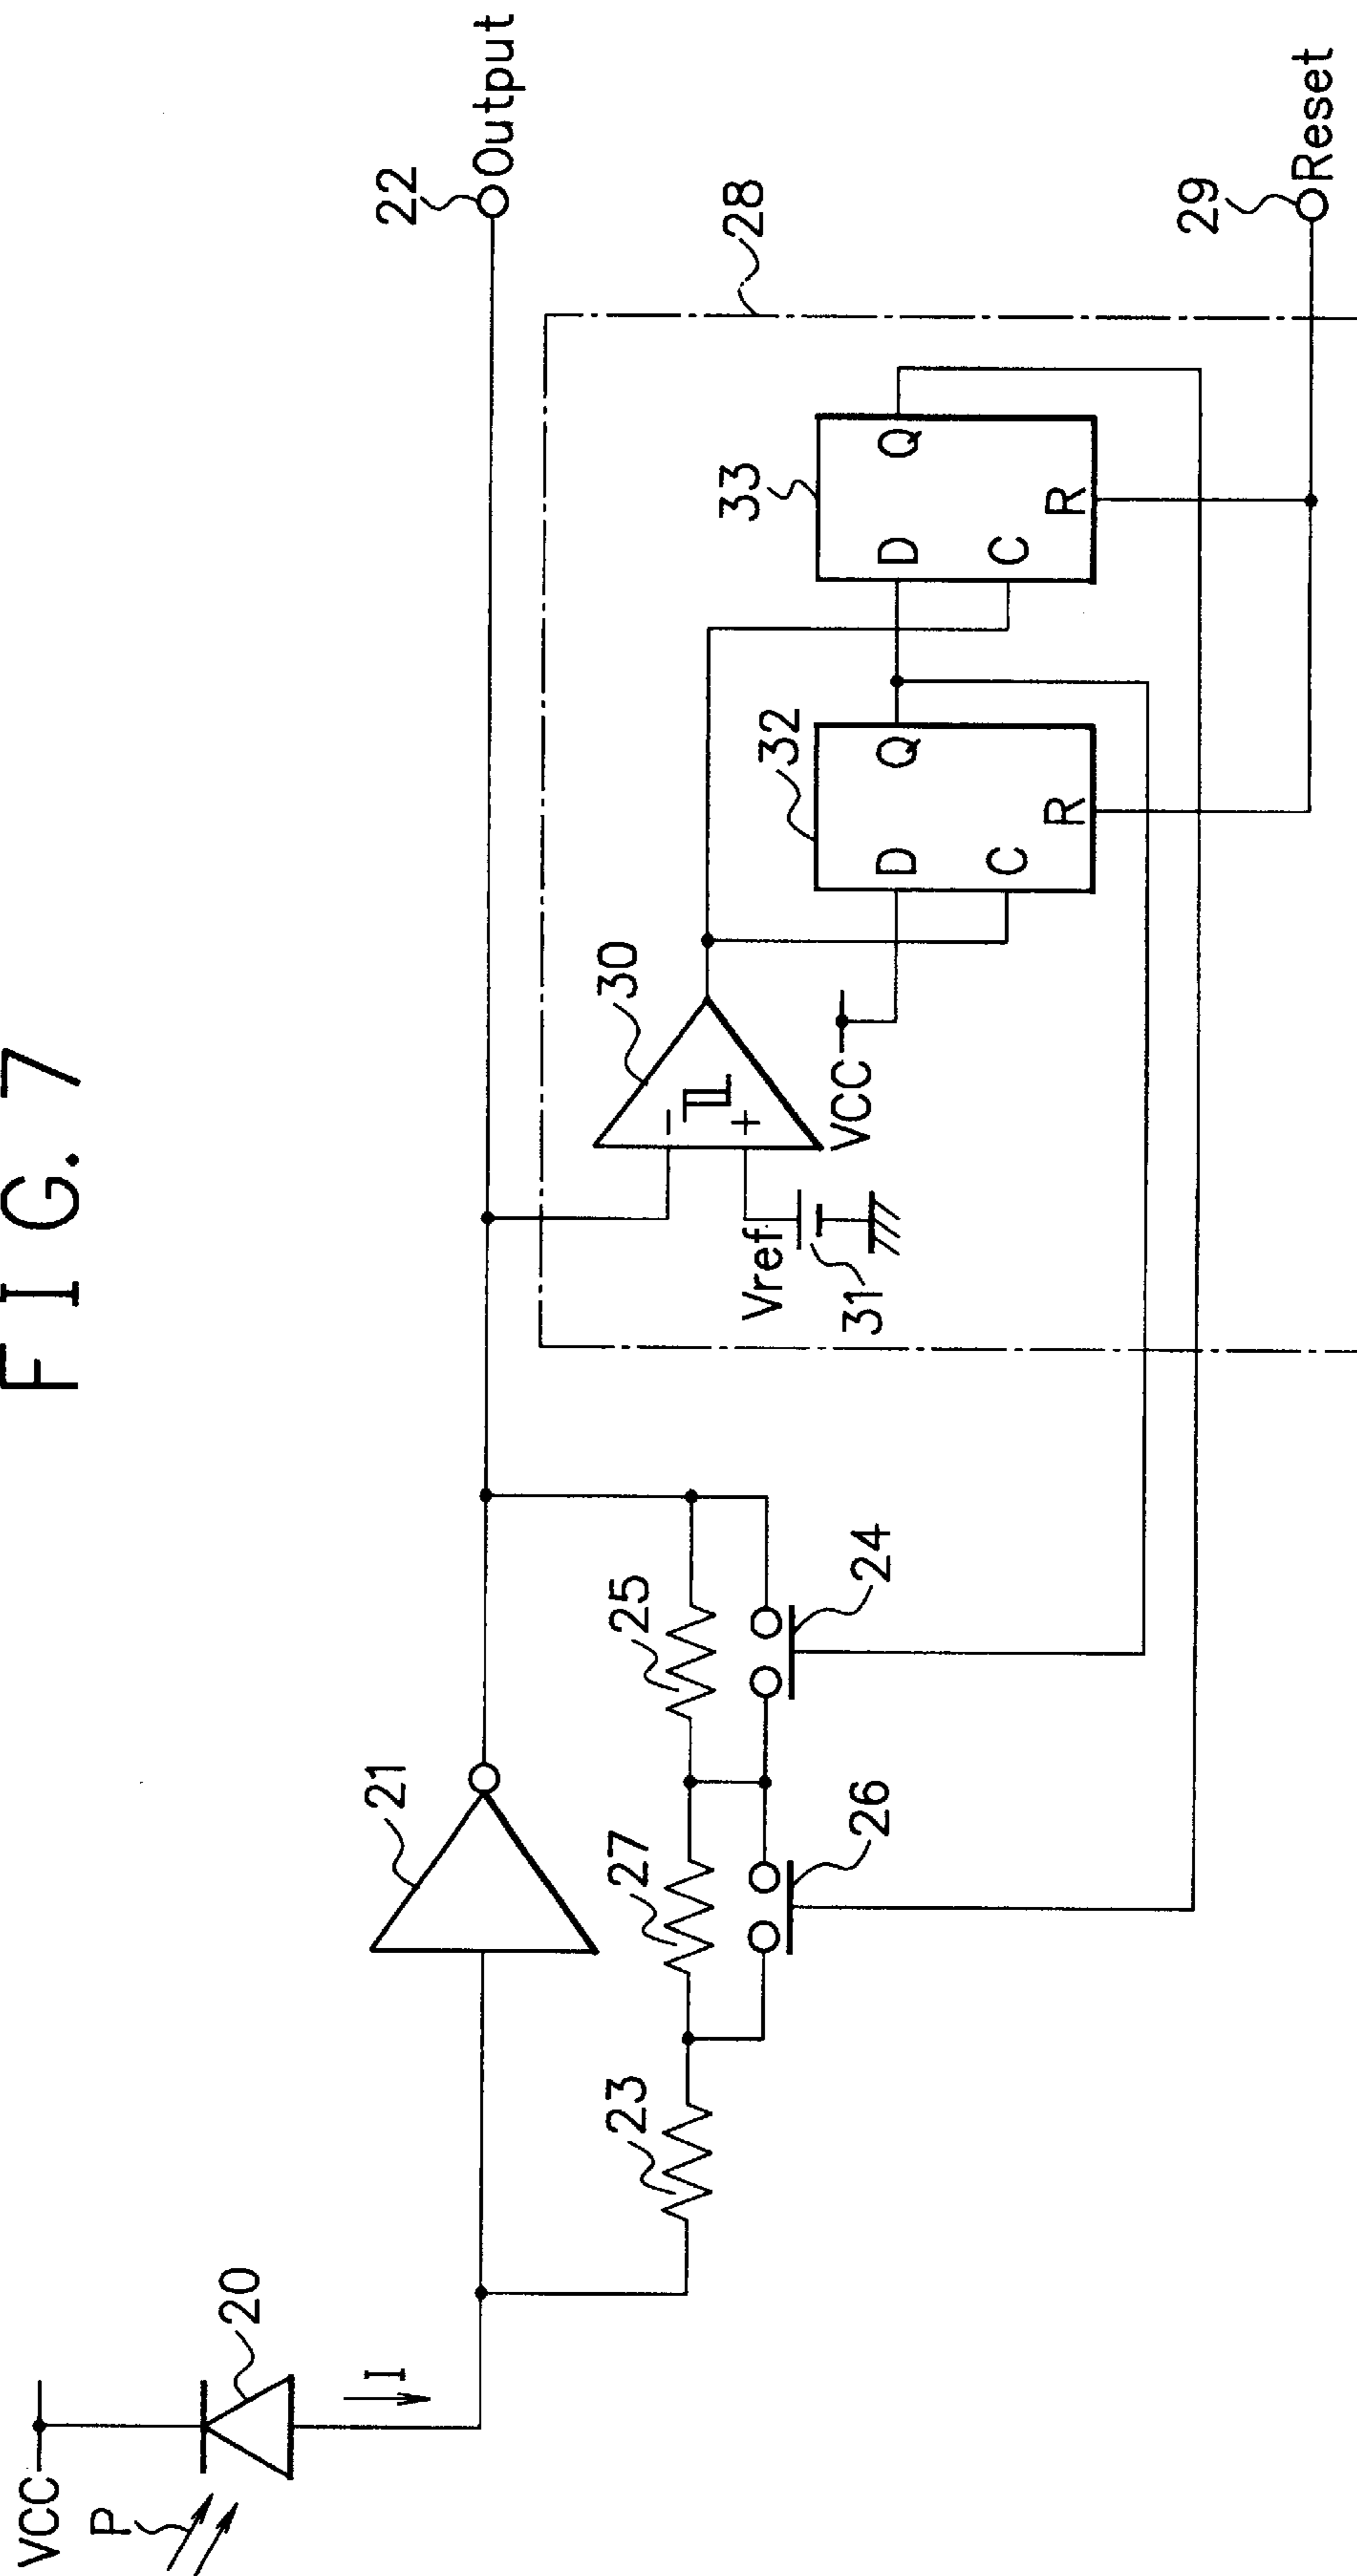 F I G. 7
VCC
P
20
I
21
22
Output
23
27
25
26
24
28
30
Vref
31
VCC
-
+
32
D
Q
C
R
33
D
Q
C
R
29
Reset